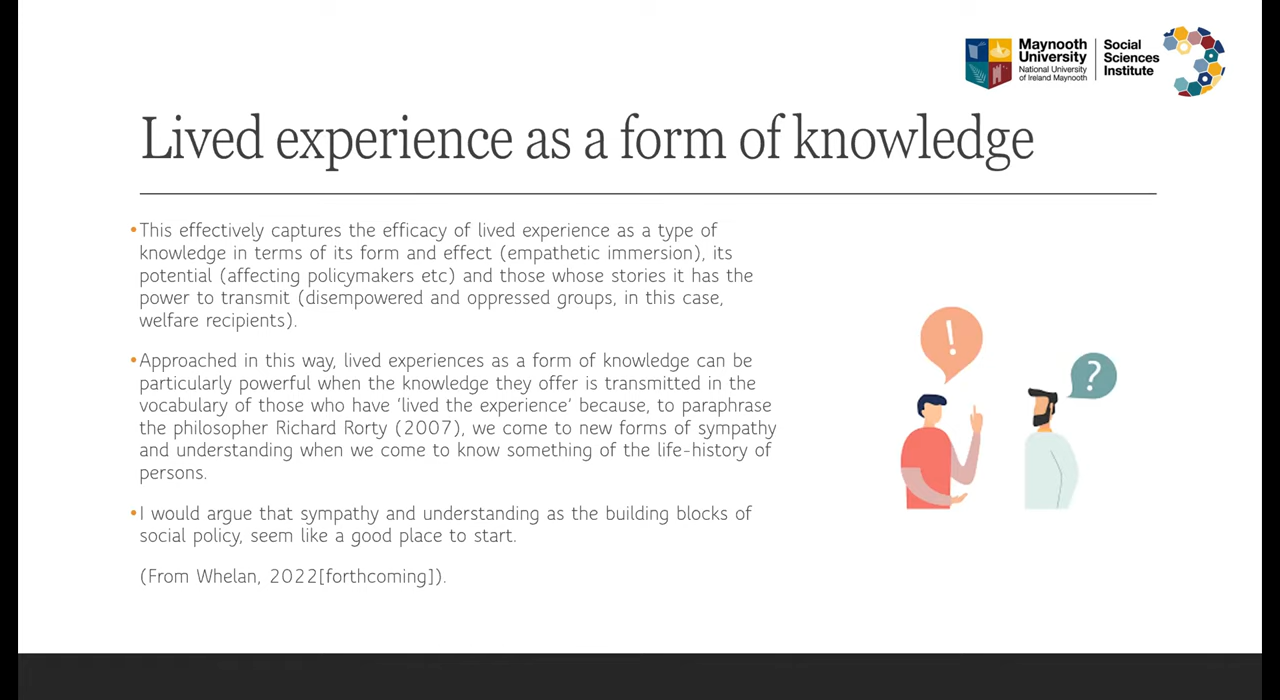 Maynooth
University
National University
of Ireland Maynooth
Social
Sciences
Institute
Lived experience as a form of knowledge
•This effectively captures the efficacy of lived experience as a type of
knowledge in terms of its form and effect (empathetic immersion), its
potential (affecting policymakers etc) and those whose stories it has the
power to transmit (disempowered and oppressed groups, in this case,
welfare recipients).
•Approached in this way, lived experiences as a form of knowledge can be
particularly powerful when the knowledge they offer is transmitted in the
vocabulary of those who have ‘lived the experience’ because, to paraphrase
the philosopher Richard Rorty (2007), we come to new forms of sympathy
and understanding when we come to know something of the life-history of
persons.
•I would argue that sympathy and understanding as the building blocks of
social policy, seem like a good place to start.
(From Whelan, 2022[forthcoming]).
!
?